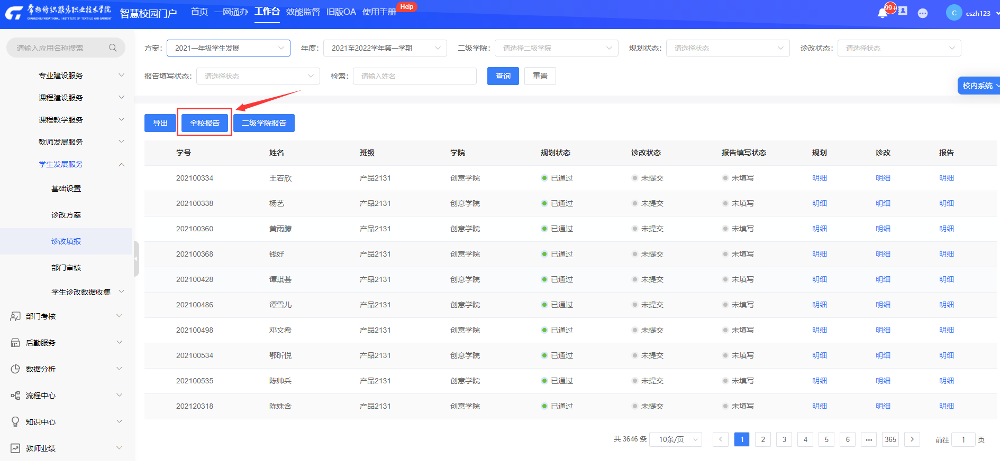 常州纺织服装职业技术学院
CHANGZHOU VOCATIONAL INSTITUTE OF TEXTILE AND GARMENT
智慧校园门户 首页 一网通办 工作台 效能监督 旧版OA 使用手册 Help 99+ C cszh123
请输入应用名称搜索
专业建设服务
课程建设服务
课程教学服务
教师发展服务
学生发展服务
基础设置
诊改方案
诊改填报
部门审核
学生诊改数据收集
部门考核
后勤服务
数据分析
流程中心
知识中心
教师业绩
方案: 2021一年级学生发展 年度: 2021至2022学年第一学期 二级学院: 请选择二级学院 规划状态: 请选择状态 诊改状态: 请选择状态
报告填写状态: 请选择状态 检索: 请输入姓名 查询 重置
校内系统
导出 全校报告 二级学院报告
学号 姓名 班级 学院 规划状态 诊改状态 报告填写状态 规划 诊改 报告
202100334 王若欣 产品2131 创意学院 已通过 未提交 未填写 明细 明细 明细
202100338 杨艺 产品2131 创意学院 已通过 未提交 未填写 明细 明细 明细
202100360 黄雨朦 产品2131 创意学院 已通过 未提交 未填写 明细 明细 明细
202100368 钱好 产品2131 创意学院 已通过 未提交 未填写 明细 明细 明细
202100428 谭琪荟 产品2131 创意学院 已通过 未提交 未填写 明细 明细 明细
202100486 谭雪儿 产品2131 创意学院 已通过 未提交 未填写 明细 明细 明细
202100498 邓文希 产品2131 创意学院 已通过 未提交 未填写 明细 明细 明细
202100534 鄂昕悦 产品2131 创意学院 已通过 未提交 未填写 明细 明细 明细
202100535 陈帅兵 产品2131 创意学院 已通过 未提交 未填写 明细 明细 明细
202120318 陈姝含 产品2131 创意学院 已通过 未提交 未填写 明细 明细 明细
共 3646 条 10条/页 1 2 3 4 5 6 ••• 365 前往 1 页